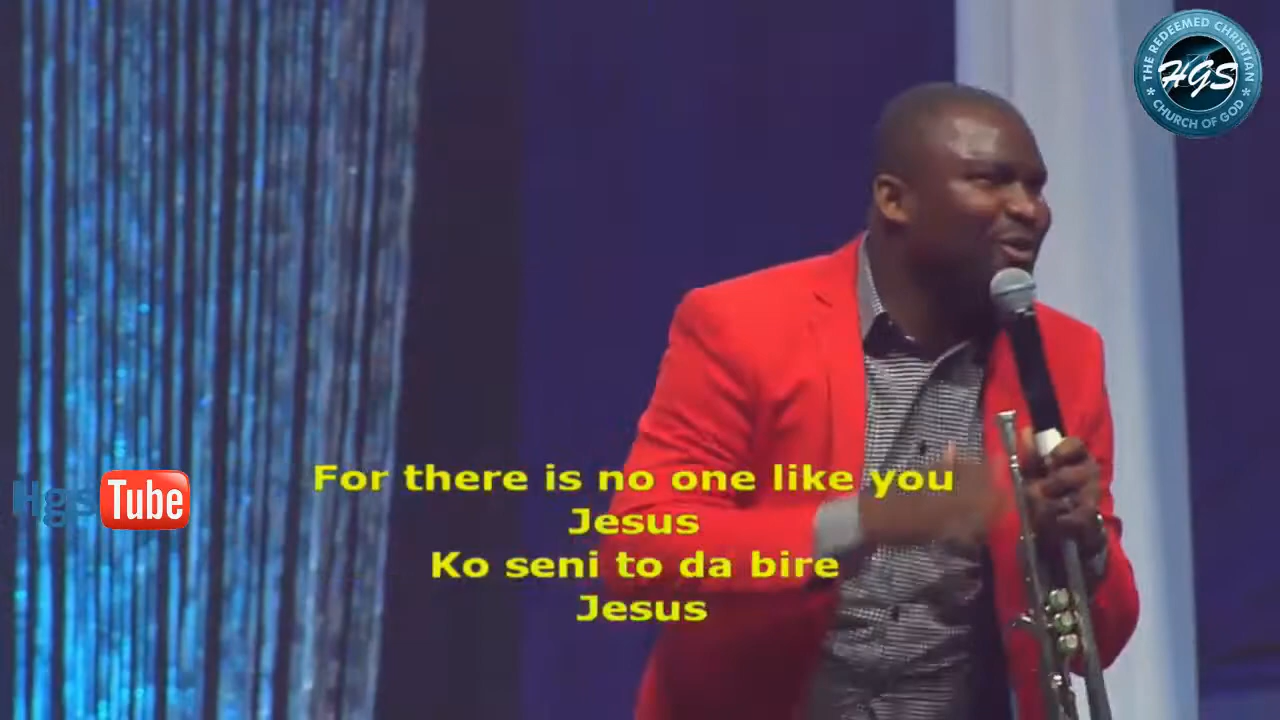 THE REDEEMED CHRISTIAN
HGS
* CHURCH OF GOD *
For there is no one like you
Hgs Tube
Jesus
Ko seni to da bire
Jesus